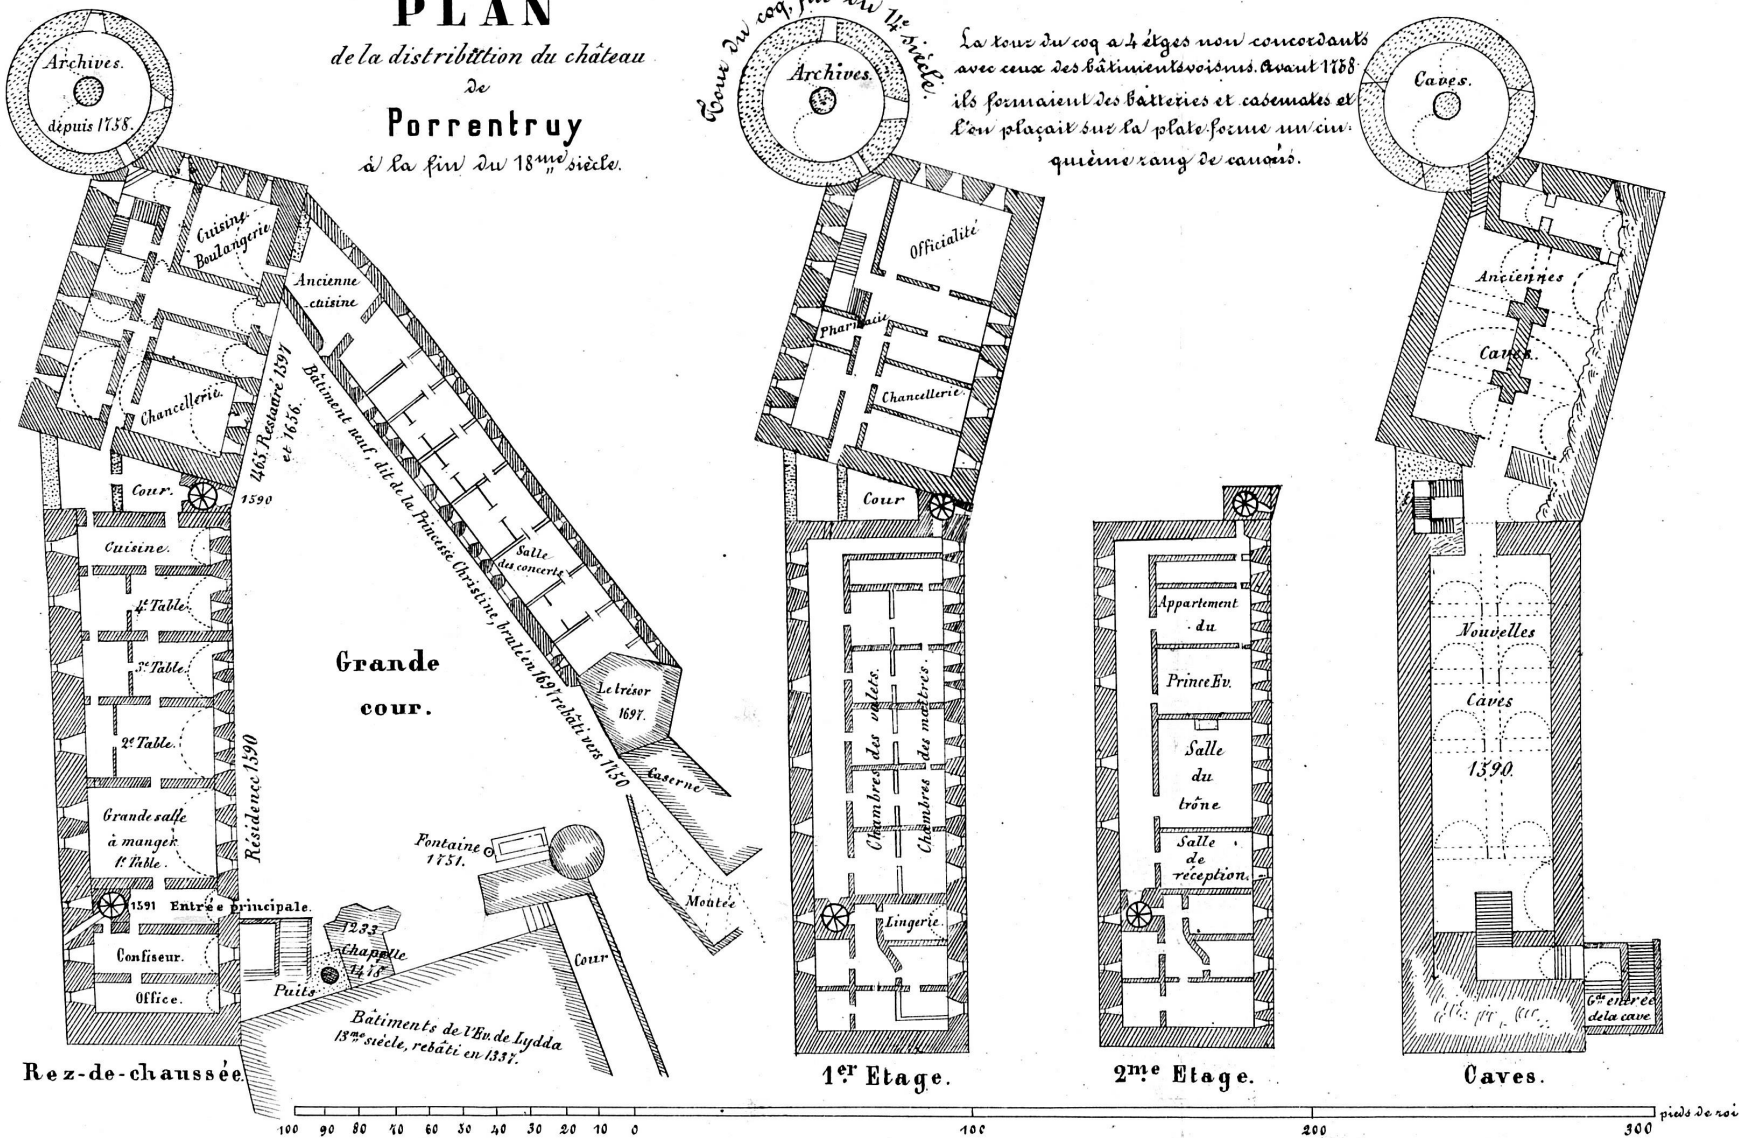 PLAN
de la distribution du château
de
Porrentruy
à la fin du 18me siècle.
Tour du coq, fin du 14e siècle.
La tour du coq a 4 étges non concordants
avec ceux des bâtiments voisins. Avant 1758
ils formaient des batteries et casemates et
l'on plaçait sur la plate.forme un cin-
quième rang de canons.
Archives.
depuis 1758.
Cuisine
Boulangerie
Ancienne
cuisine
Chancellerie.
1463. Restauré 1597
et 1656.
Cour.
1590
Cuisine.
4e Table.
3e Table.
2e Table.
Grande salle
à manger
1e Table.
1591
Entrée principale.
Confiseur.
Office.
Résidence 1590
Grande
cour.
Bâtiment neuf, dit de la Princesse Christine, brulé en 1697 rebâti vers 1750
Salle
des concerts
Le trésor
1697.
Caserne
Montée
Fontaine
1751.
1233
Chapelle
Puits
Cour
Bâtiments de l'Ev. de Lydda
13me siècle, rebâti en 1337.
Rez-de-chaussée.
Archives.
Officialité
Pharmacie
Chancellerie.
Cour
Chambres des valets.
Chambres des maîtres.
Lingerie.
1er Etage.
Appartement
du
Prince Ev.
Salle
du
trône
Salle
de
réception.
2me Etage.
Caves.
Anciennes
Caves.
Nouvelles
Caves
1590.
Gde entrée
de la cave
Caves.
100 90 80 70 60 50 40 30 20 10 0 100 200 300
pieds de roi